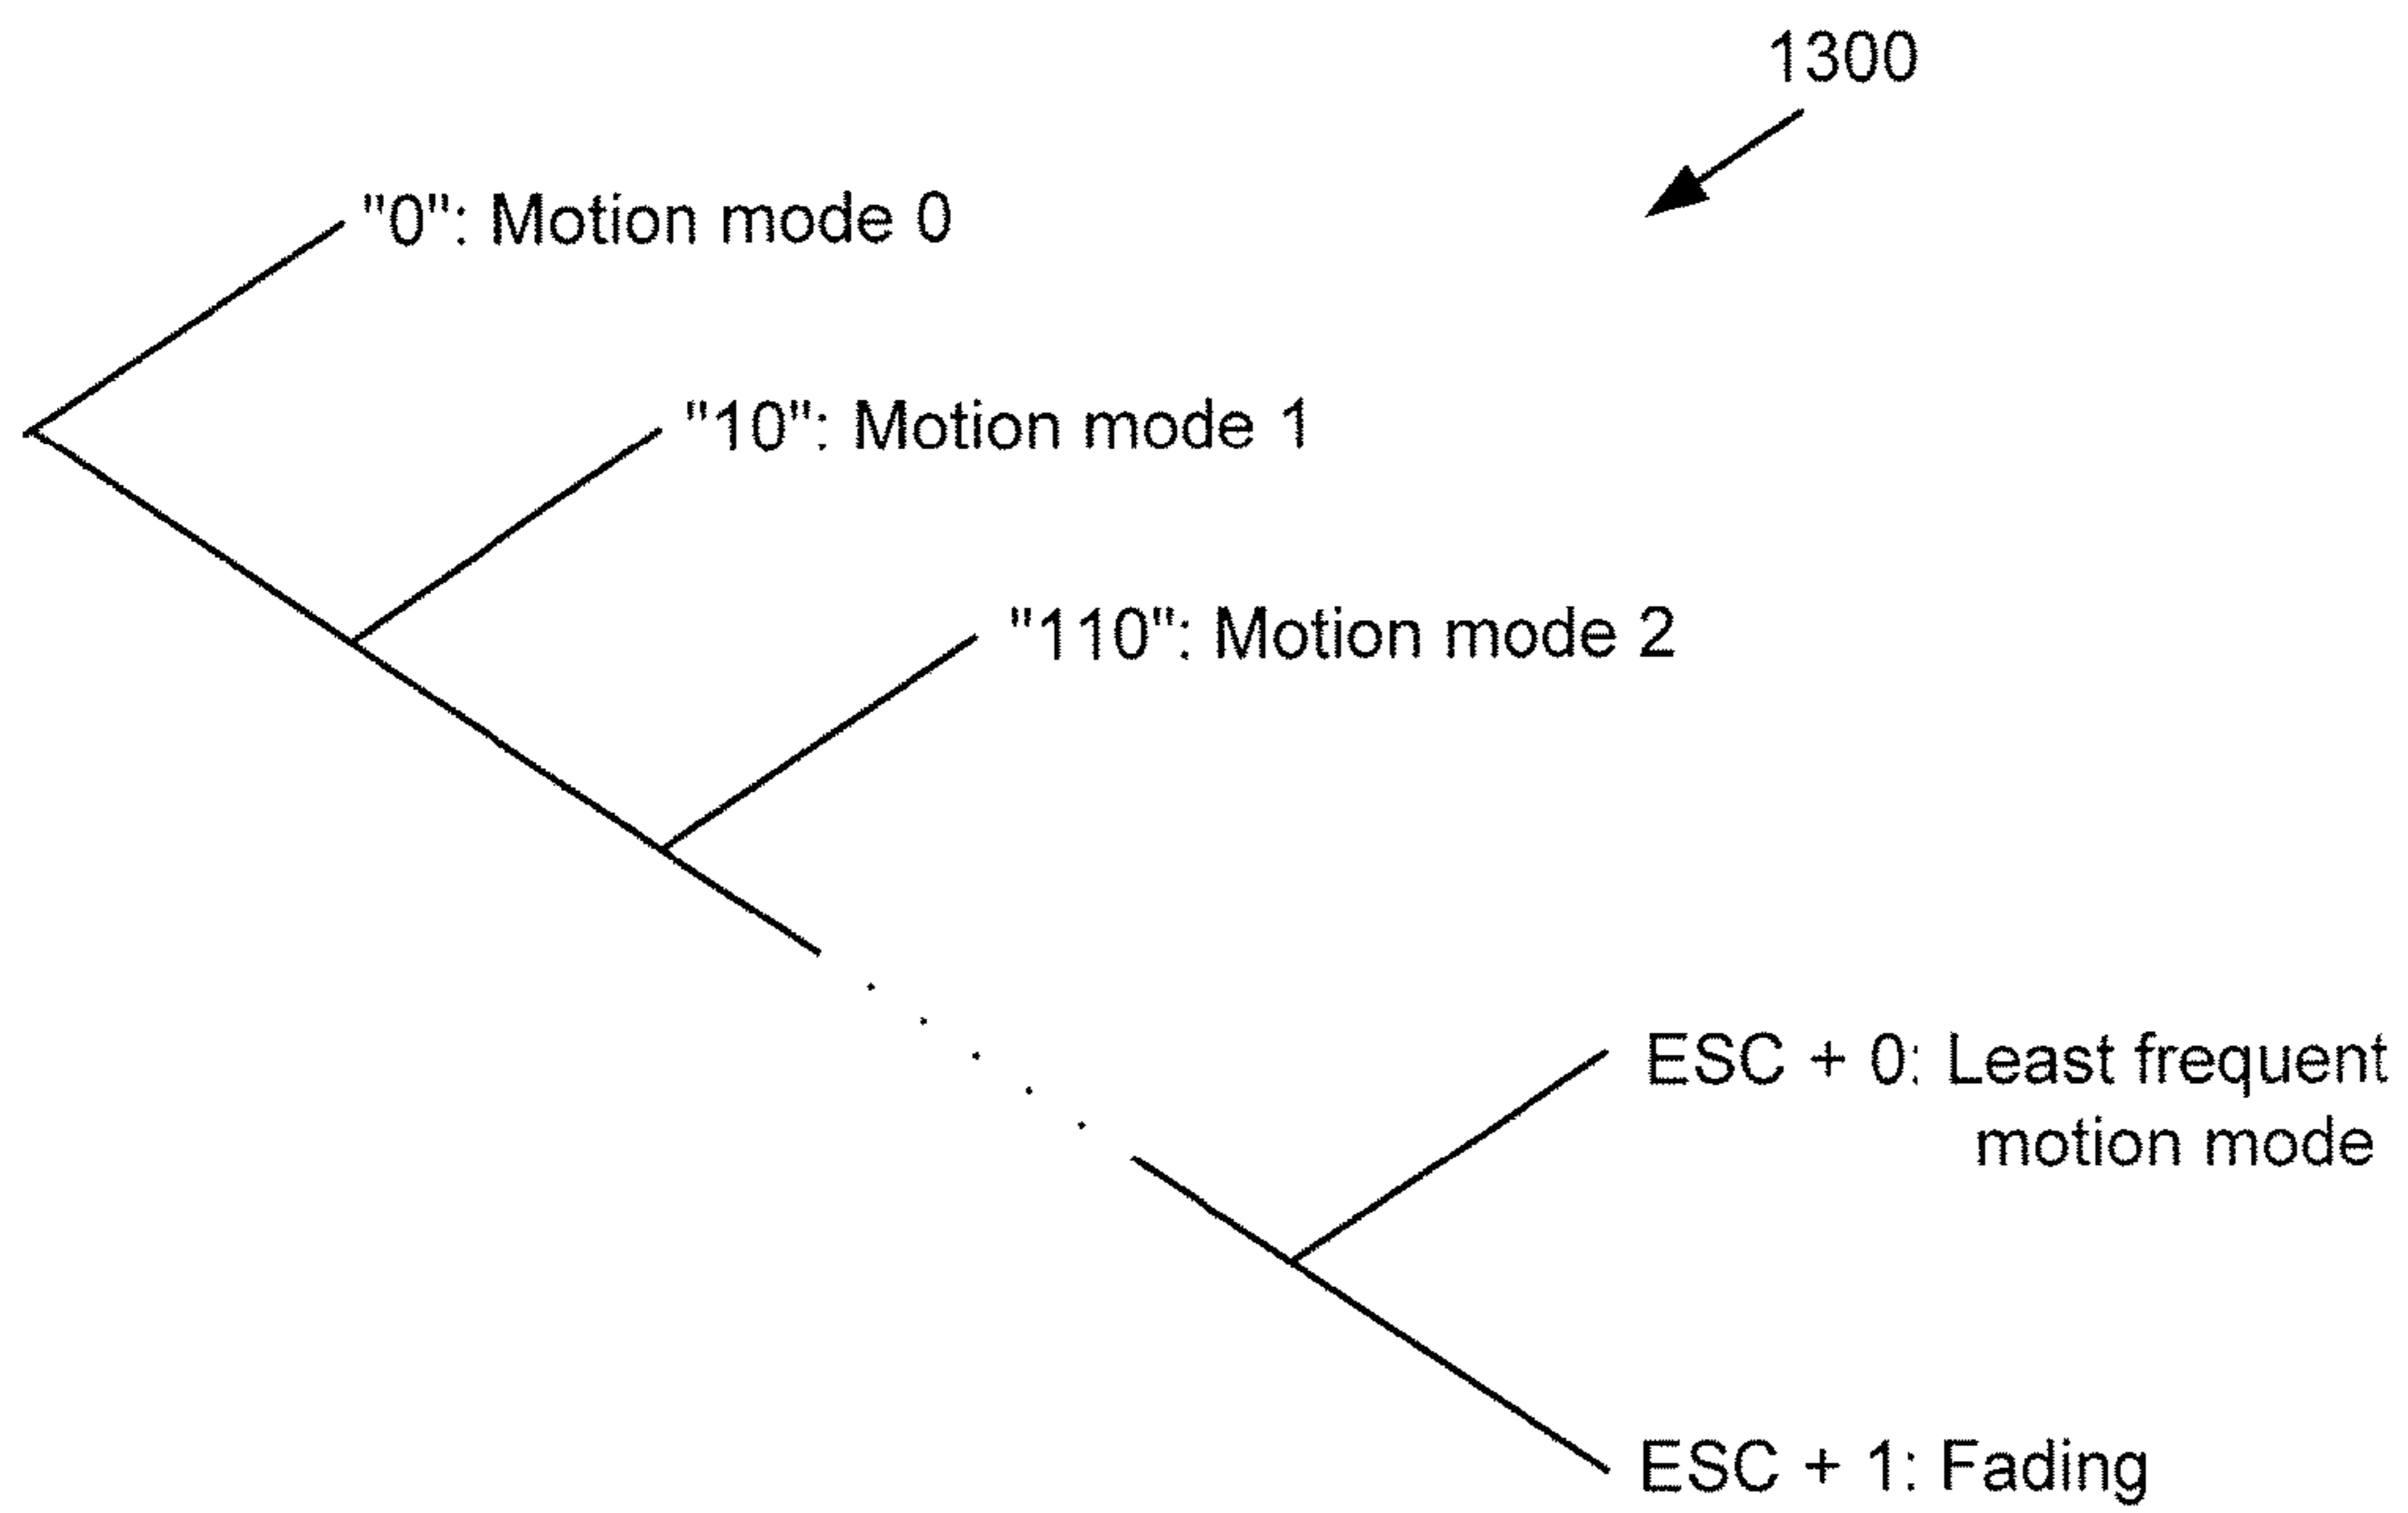 1300
"0": Motion mode 0
"10": Motion mode 1
"110": Motion mode 2
ESC + 0: Least frequent
motion mode
ESC + 1: Fading